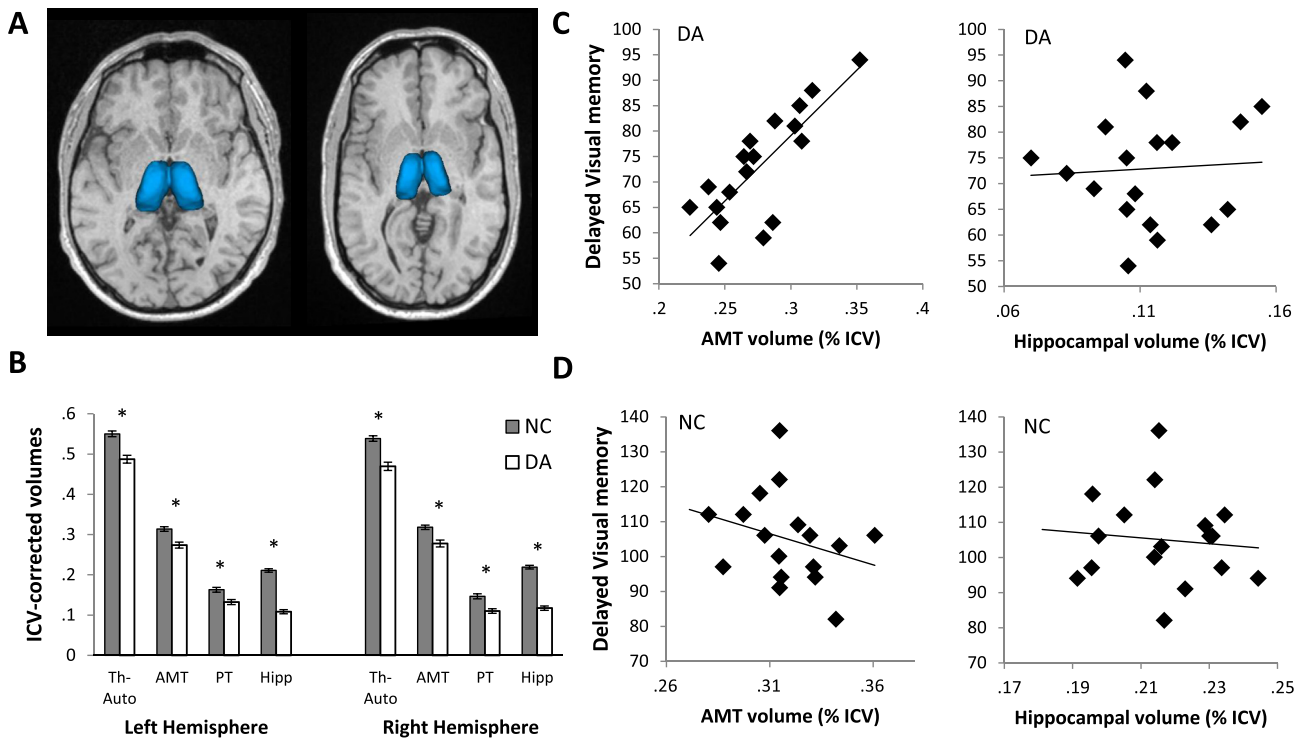 A
B
.6
.5
.4
.3
.2
.1
0
ICV-corrected volumes
*
*
*
*
*
*
*
*
NC
DA
Th-
Auto
AMT
PT
Hipp
Th-
Auto
AMT
PT
Hipp
Left Hemisphere
Right Hemisphere
C
DA
100
95
90
85
80
75
70
65
60
55
50
Delayed Visual memory
.2
.25
.3
.35
.4
AMT volume (% ICV)
DA
100
95
90
85
80
75
70
65
60
55
50
.06
.11
.16
Hippocampal volume (% ICV)
D
NC
140
130
120
110
100
90
80
70
Delayed Visual memory
.26
.31
.36
AMT volume (% ICV)
NC
140
130
120
110
100
90
80
70
.17
.19
.21
.23
.25
Hippocampal volume (% ICV)